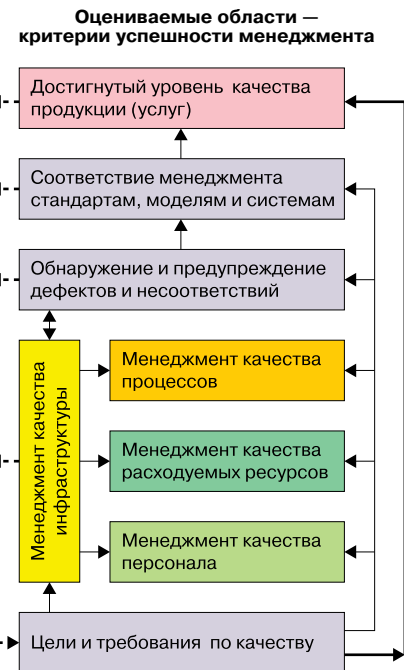 Оцениваемые области —
критерии успешности менеджмента
Достигнутый уровень качества
продукции (услуг)
Соответствие менеджмента
стандартам, моделям и системам
Обнаружение и предупреждение
дефектов и несоответствий
Менеджмент качества
инфраструктуры
Менеджмент качества
процессов
Менеджмент качества
расходуемых ресурсов
Менеджмент качества
персонала
Цели и требования по качеству